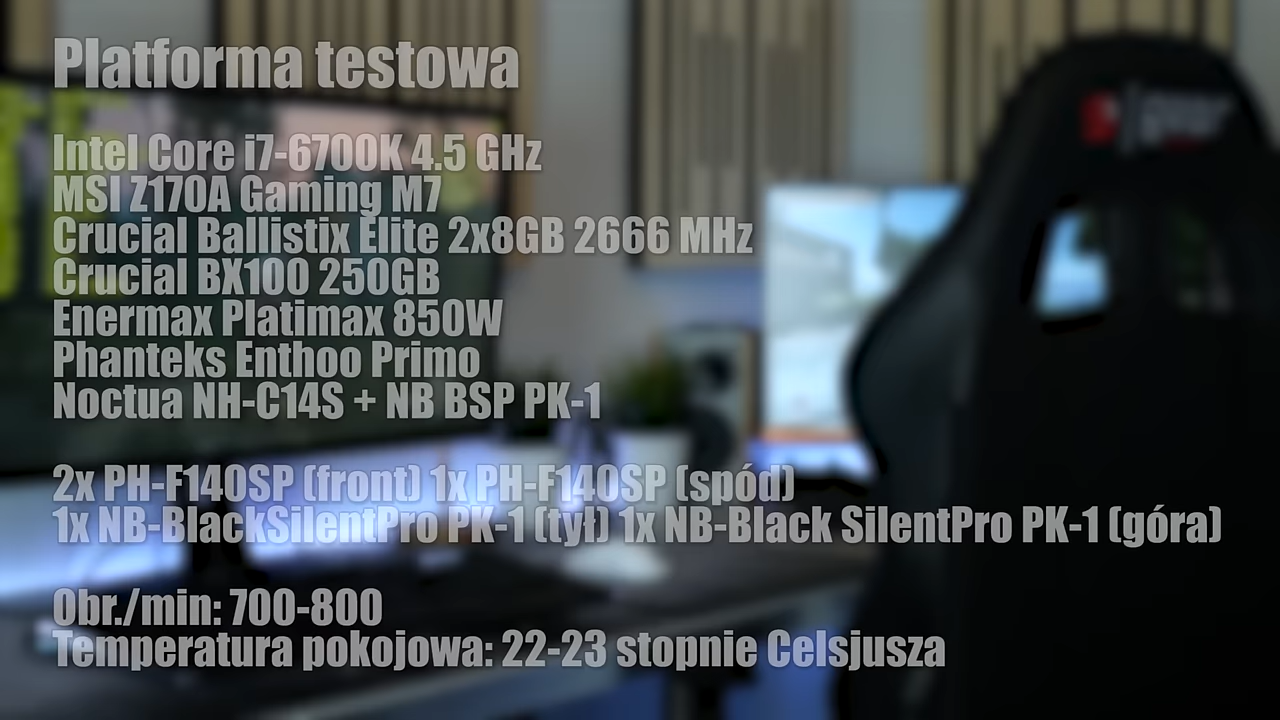 Platforma testowa
Intel Core i7-6700K 4.5 GHz
MSI Z170A Gaming M7
Crucial Ballistix Elite 2x8GB 2666 MHz
Crucial BX100 250GB
Enermax Platimax 850W
Phanteks Enthoo Primo
Noctua NH-C14S + NB BSP PK-1
2x PH-F140SP (front) 1x PH-F140SP (spód)
1x NB-BlackSilentPro PK-1 (tył) 1x NB-Black SilentPro PK-1 (góra)
Obr./min: 700-800
Temperatura pokojowa: 22-23 stopnie Celsjusza